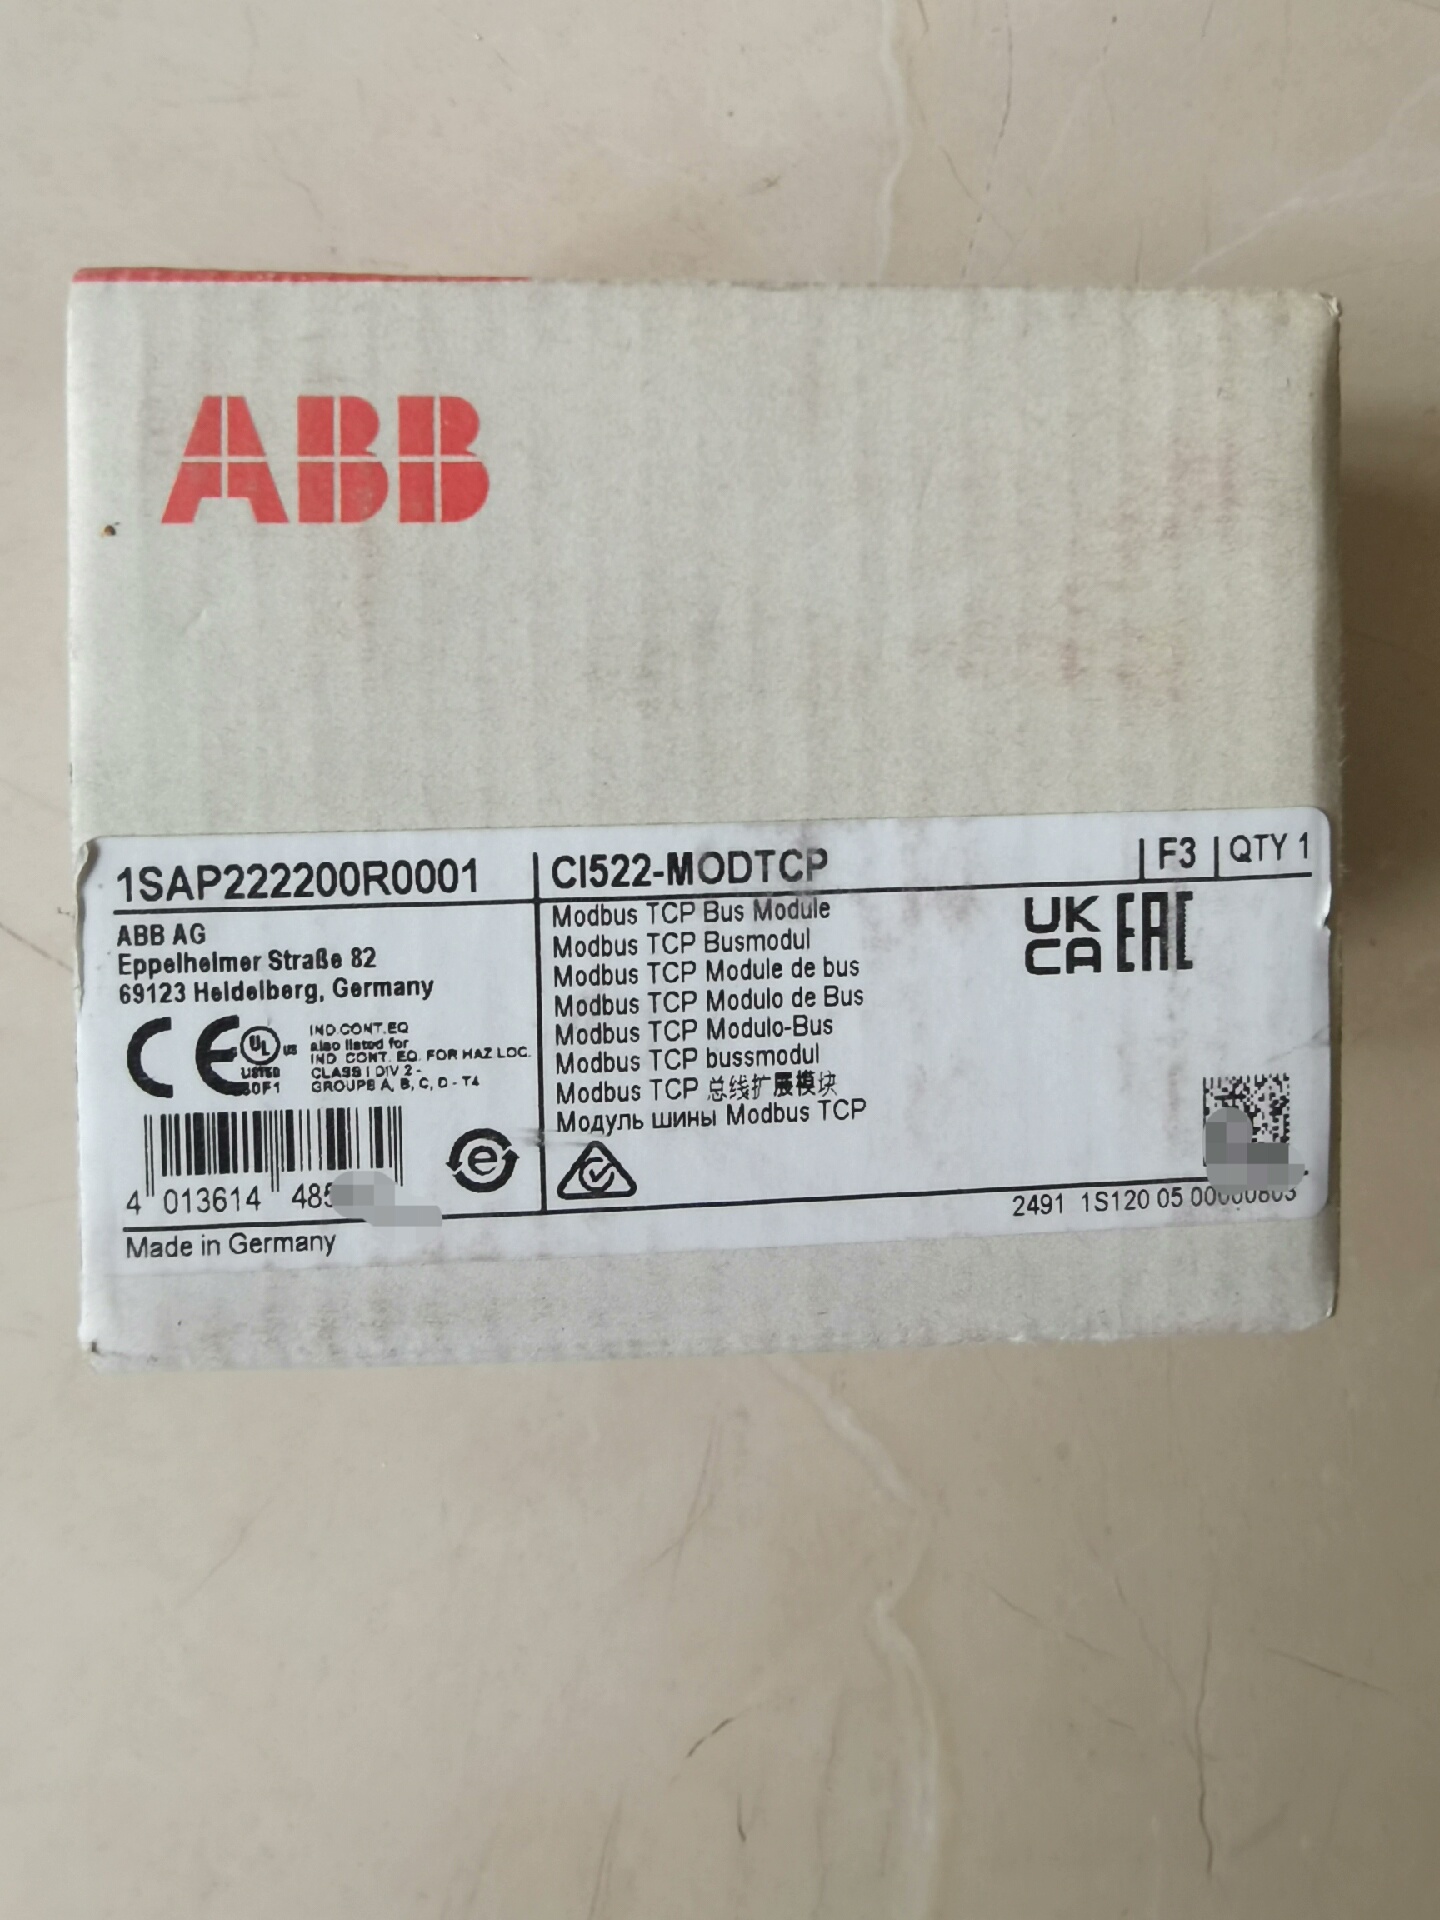 ABB
1SAP222200R0001
CI522-MODTCP
F3
QTY 1
ABB AG
Eppelheimer Straße 82
69123 Heidelberg, Germany
Modbus TCP Bus Module
Modbus TCP Busmodul
Modbus TCP Module de bus
Modbus TCP Modulo de Bus
Modbus TCP Modulo-Bus
Modbus TCP bussmodul
Modbus TCP 总线扩展模块
Модуль шины Modbus TCP
UK
CA
EAC
CE
UL
US
LISTED
IND.CONT.EQ
also listed for
IND. CONT. EQ. FOR HAZ LOC.
CLASS I DIV 2 -
GROUPS A, B, C, D - T4
e
4 013614
2491 1S120 05
Made in Germany